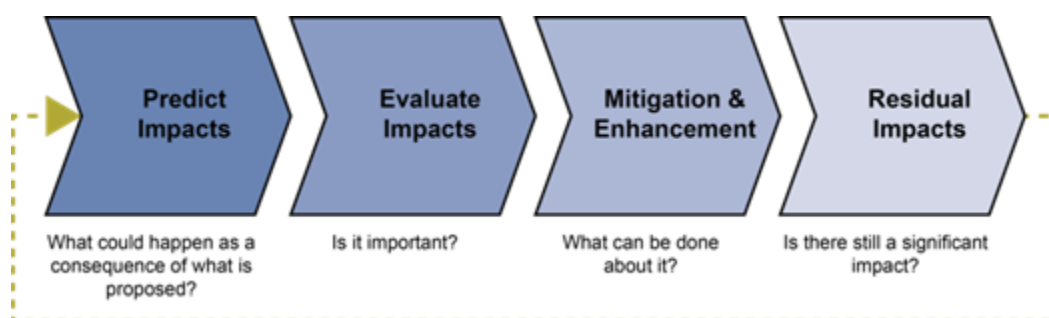 Predict
Impacts
Evaluate
Impacts
Mitigation &
Enhancement
Residual
Impacts
What could happen as a
consequence of what is
proposed?
Is it important?
What can be done
about it?
Is there still a significant
impact?